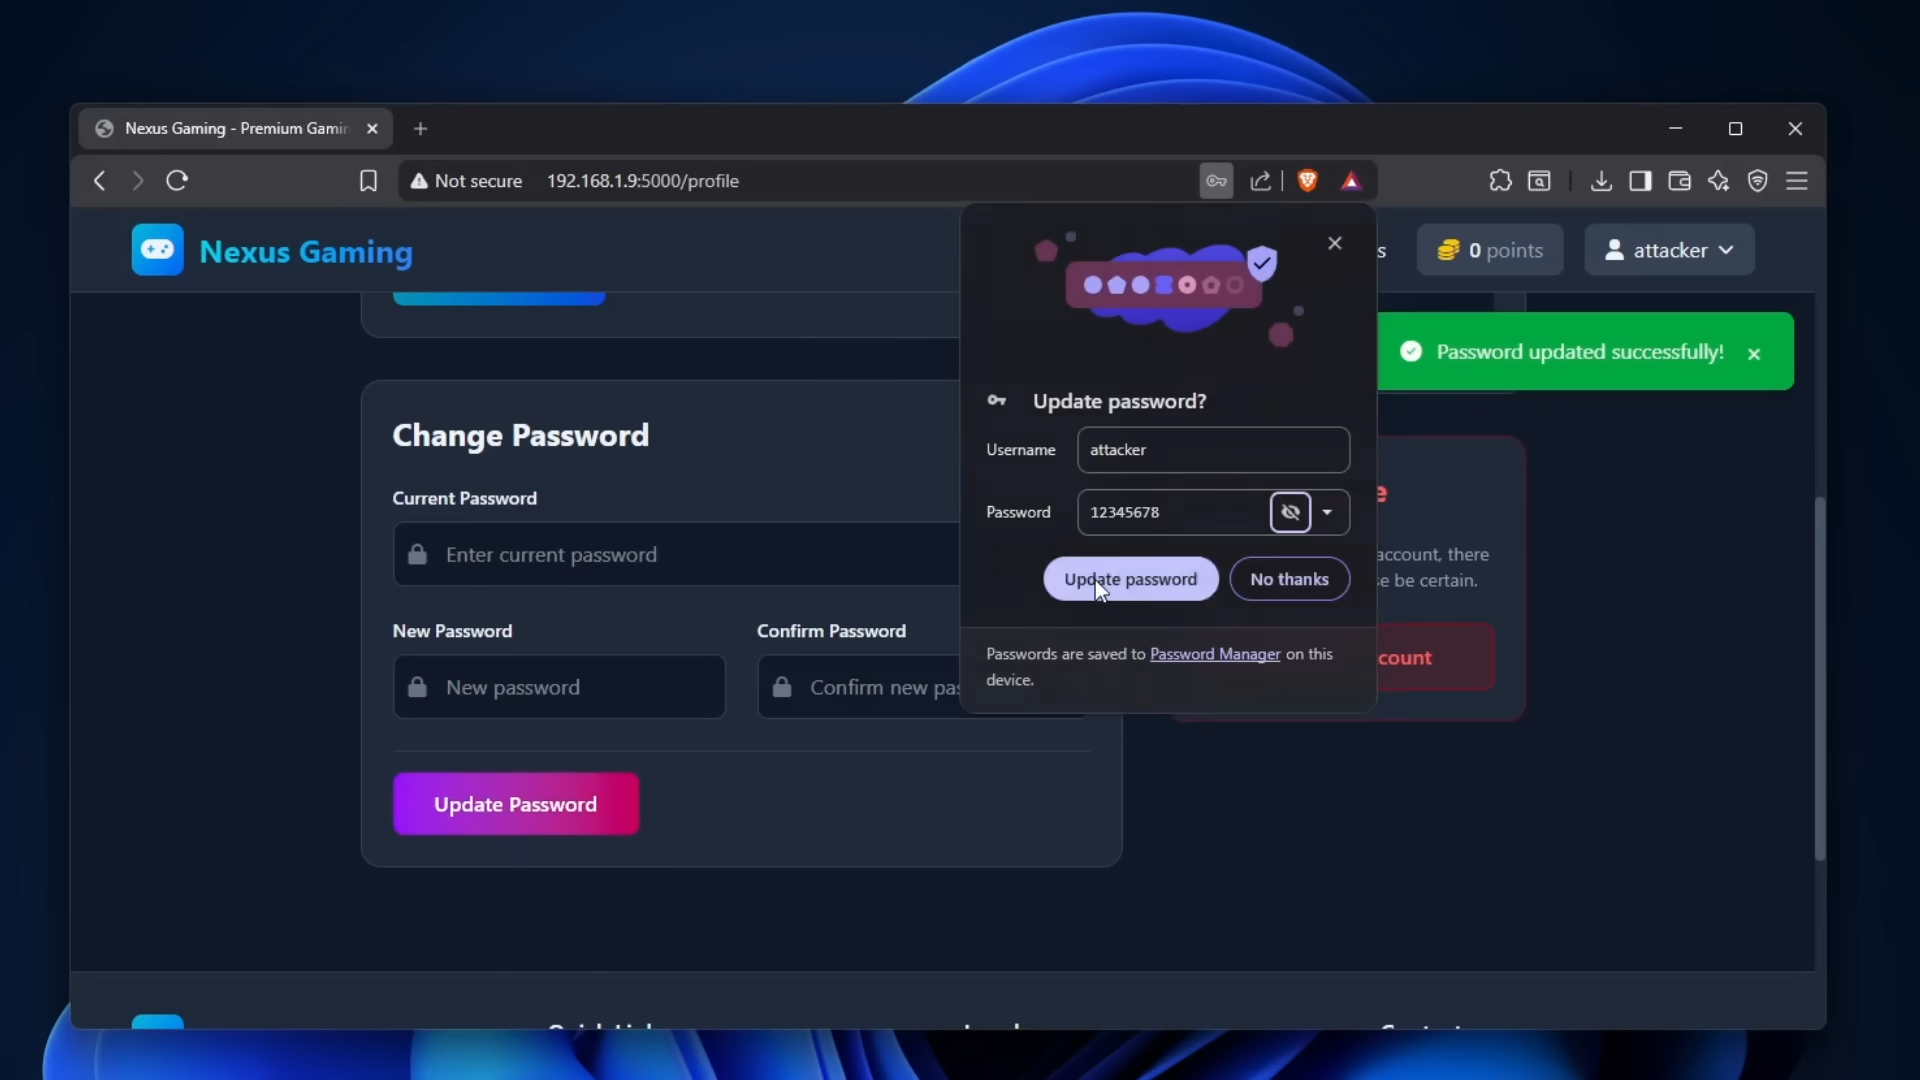 Nexus Gaming - Premium Gamin
Not secure 192.168.1.9:5000/profile
Nexus Gaming
s
0 points
attacker
Password updated successfully!
Update password?
Username attacker
Password 12345678
Update password No thanks
Passwords are saved to Password Manager on this
device.
Change Password
Current Password
Enter current password
New Password Confirm Password
New password Confirm new pas
Update Password
e
account, there
se be certain.
count